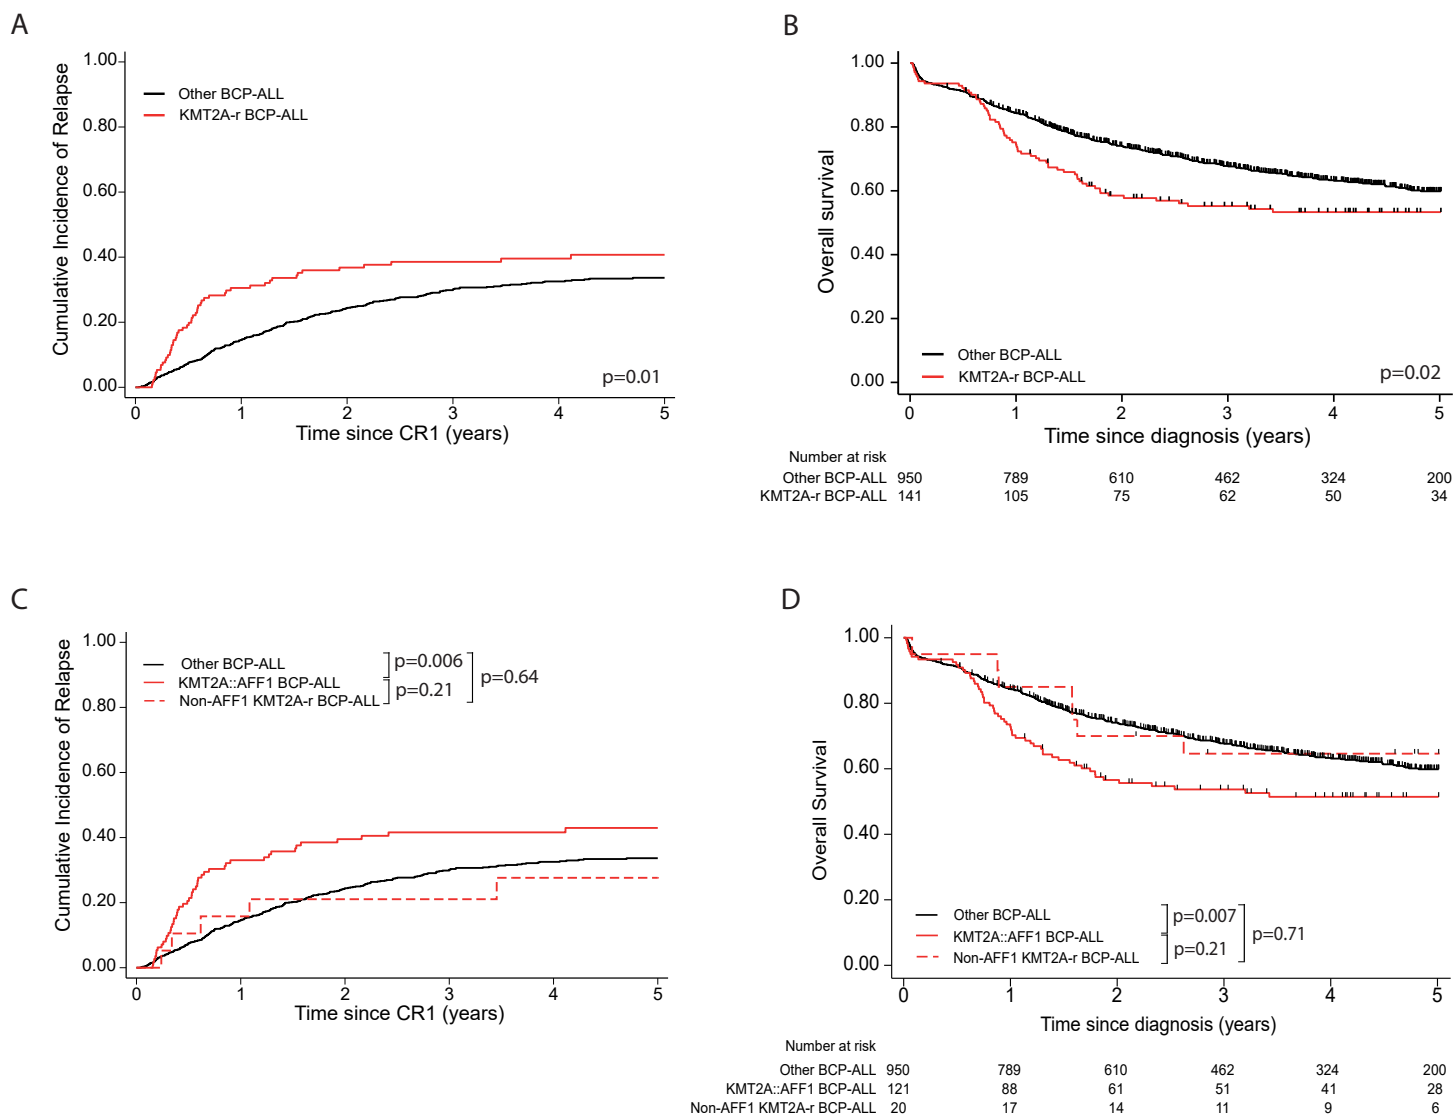 A
Cumulative Incidence of Relapse
1.00
0.80
0.60
0.40
0.20
0.00
Other BCP-ALL
KMT2A-r BCP-ALL
p=0.01
0 1 2 3 4 5
Time since CR1 (years)
B
Overall survival
1.00
0.80
0.60
0.40
0.20
0.00
Other BCP-ALL
KMT2A-r BCP-ALL
p=0.02
0 1 2 3 4 5
Time since diagnosis (years)
Number at risk
Other BCP-ALL 950 789 610 462 324 200
KMT2A-r BCP-ALL 141 105 75 62 50 34
C
Cumulative Incidence of Relapse
1.00
0.80
0.60
0.40
0.20
0.00
Other BCP-ALL
KMT2A::AFF1 BCP-ALL
Non-AFF1 KMT2A-r BCP-ALL
p=0.006
p=0.21
p=0.64
0 1 2 3 4 5
Time since CR1 (years)
D
Overall Survival
1.00
0.80
0.60
0.40
0.20
0.00
Other BCP-ALL
KMT2A::AFF1 BCP-ALL
Non-AFF1 KMT2A-r BCP-ALL
p=0.007
p=0.21
p=0.71
0 1 2 3 4 5
Time since diagnosis (years)
Number at risk
Other BCP-ALL 950 789 610 462 324 200
KMT2A::AFF1 BCP-ALL 121 88 61 51 41 28
Non-AFF1 KMT2A-r BCP-ALL 20 17 14 11 9 6